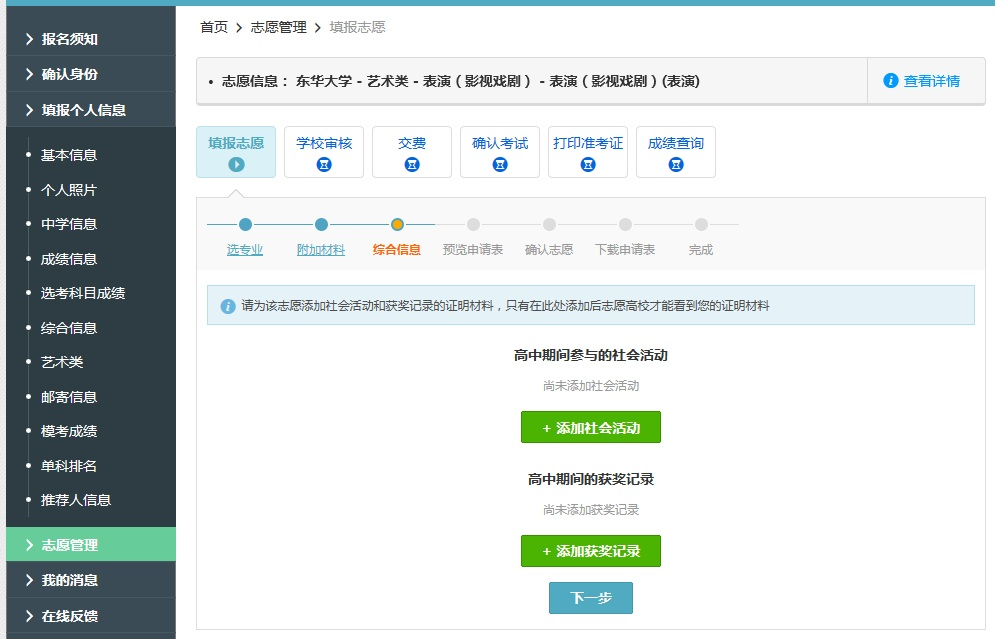 报名须知
确认身份
填报个人信息
基本信息
个人照片
中学信息
成绩信息
选考科目成绩
综合信息
艺术类
邮寄信息
模考成绩
单科排名
推荐人信息
志愿管理
我的消息
在线反馈
首页 > 志愿管理 > 填报志愿
• 志愿信息： 东华大学 - 艺术类 - 表演（影视戏剧） - 表演（影视戏剧）(表演)
查看详情
填报志愿 学校审核 交费 确认考试 打印准考证 成绩查询
选专业 附加材料 综合信息 预览申请表 确认志愿 下载申请表 完成
请为该志愿添加社会活动和获奖记录的证明材料，只有在此处添加后志愿高校才能看到您的证明材料
高中期间参与的社会活动
尚未添加社会活动
+ 添加社会活动
高中期间的获奖记录
尚未添加获奖记录
+ 添加获奖记录
下一步